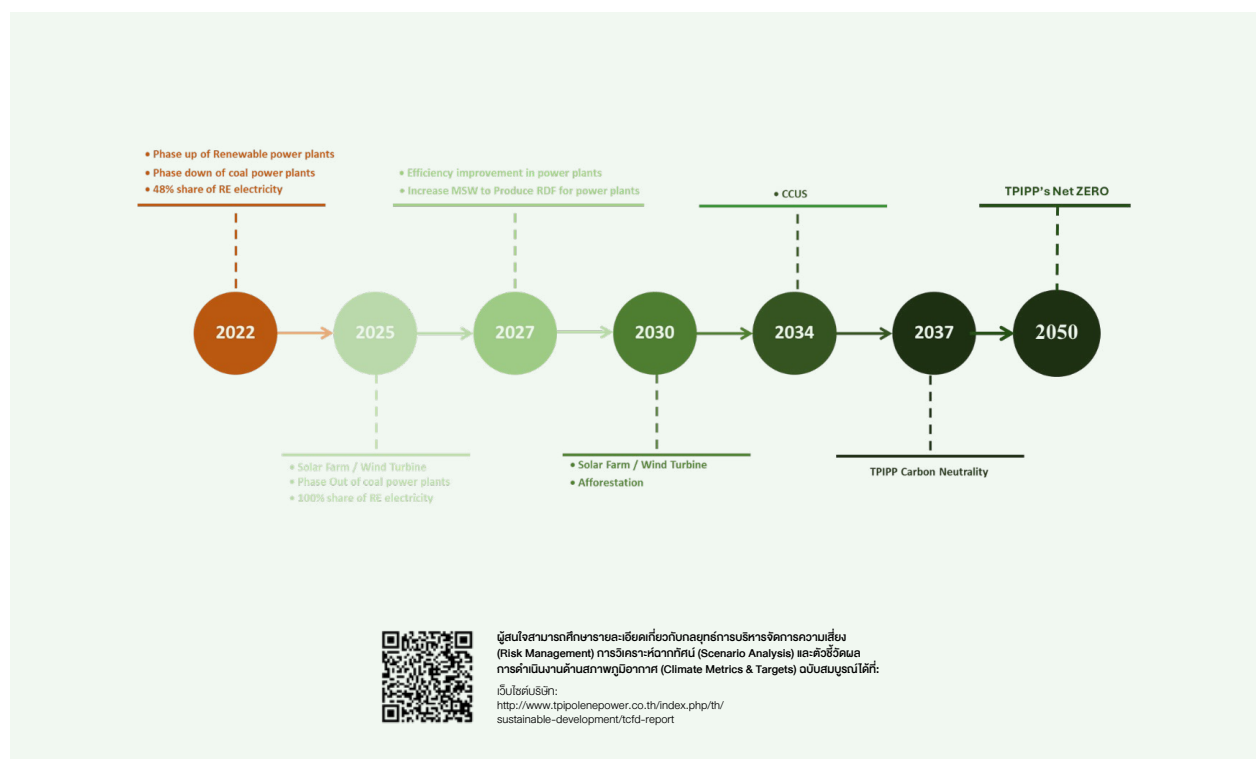 • Phase up of Renewable power plants
• Phase down of coal power plants
• 48% share of RE electricity
• Efficiency improvement in power plants
• Increase MSW to Produce RDF for power plants
• CCUS
TPIPP's Net ZERO
2022
2025
2027
2030
2034
2037
2050
• Solar Farm / Wind Turbine
• Phase Out of coal power plants
• 100% share of RE electricity
• Solar Farm / Wind Turbine
• Afforestation
TPIPP Carbon Neutrality
ผู้สนใจสามารถศึกษารายละเอียดเกี่ยวกับกลยุทธ์การบริหารจัดการความเสี่ยง
(Risk Management) การวิเคราะห์ฉากทัศน์ (Scenario Analysis) และตัวชี้วัดผล
การดำเนินงานด้านสภาพภูมิอากาศ (Climate Metrics & Targets) ฉบับสมบูรณ์ได้ที่:
เว็บไซต์บริษัท:
http://www.tpipolenepower.co.th/index.php/th/
sustainable-development/tcfd-report